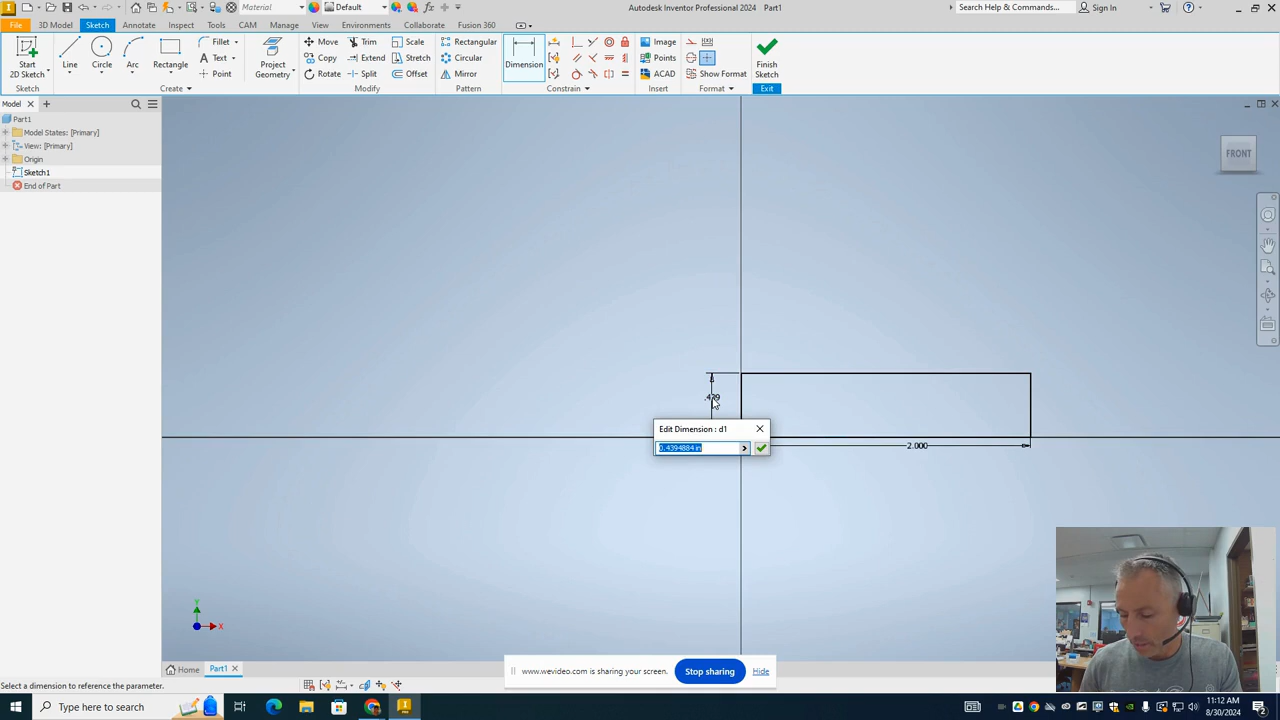 Autodesk Inventor Professional 2024 Part1
Search Help & Commands...
Sign In
Material
Default
File
3D Model
Sketch
Annotate
Inspect
Tools
CAM
Manage
View
Environments
Collaborate
Fusion 360
Start
2D Sketch
Line
Circle
Arc
Rectangle
Fillet
Text
Point
Project
Geometry
Move
Copy
Rotate
Trim
Extend
Split
Scale
Stretch
Offset
Rectangular
Circular
Mirror
Dimension
Image
Points
ACAD
Show Format
Finish
Sketch
Sketch
Create
Modify
Pattern
Constrain
Insert
Format
Exit
Model
Part1
Model States: [Primary]
View: [Primary]
Origin
Sketch1
End of Part
FRONT
.439
Edit Dimension : d1
0.4394884 in
2.000
Y
X
Home
Part1
www.wevideo.com is sharing your screen.
Stop sharing
Hide
Select a dimension to reference the parameter.
Type here to search
11:12 AM
8/30/2024
2